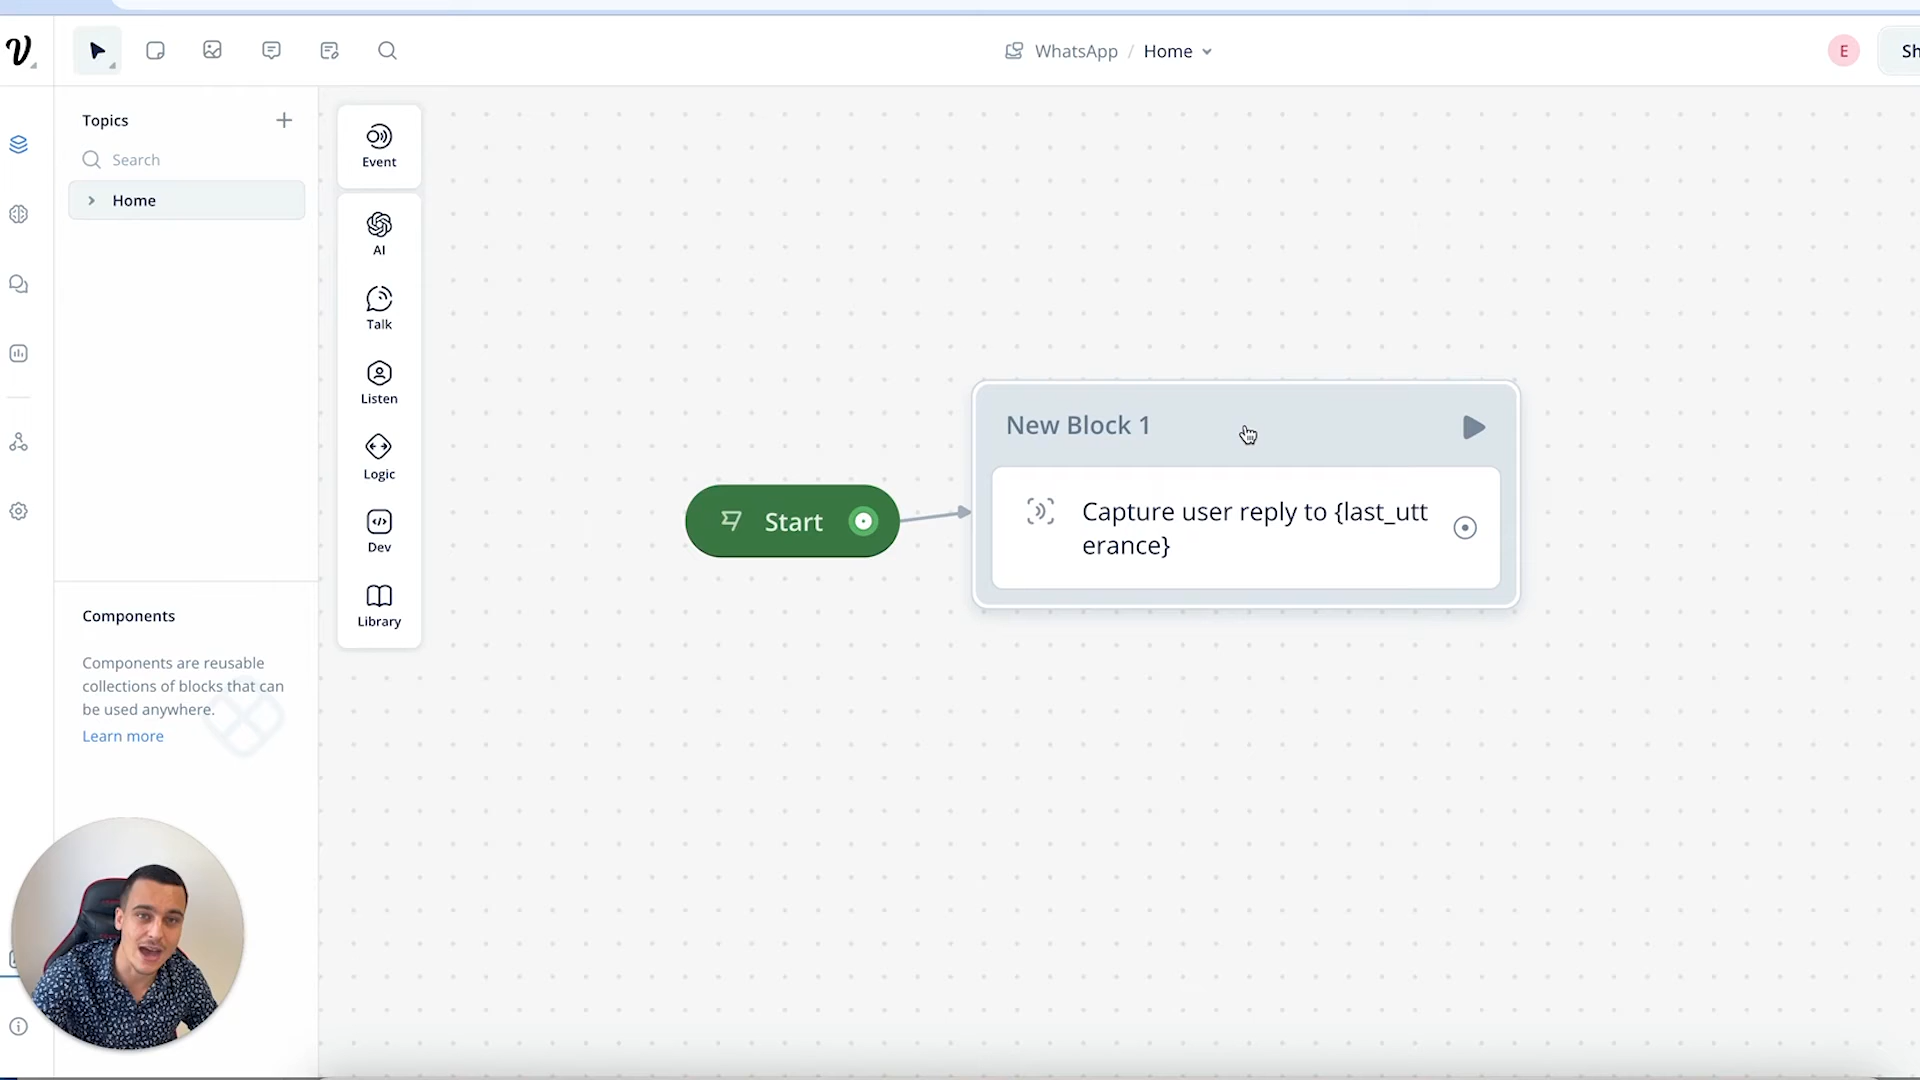 WhatsApp / Home
E
Sh
Topics
Search
Home
Event
AI
Talk
Listen
Logic
Dev
Library
New Block 1
Start
Capture user reply to {last_utt
erance}
Components
Components are reusable
collections of blocks that can
be used anywhere.
Learn more